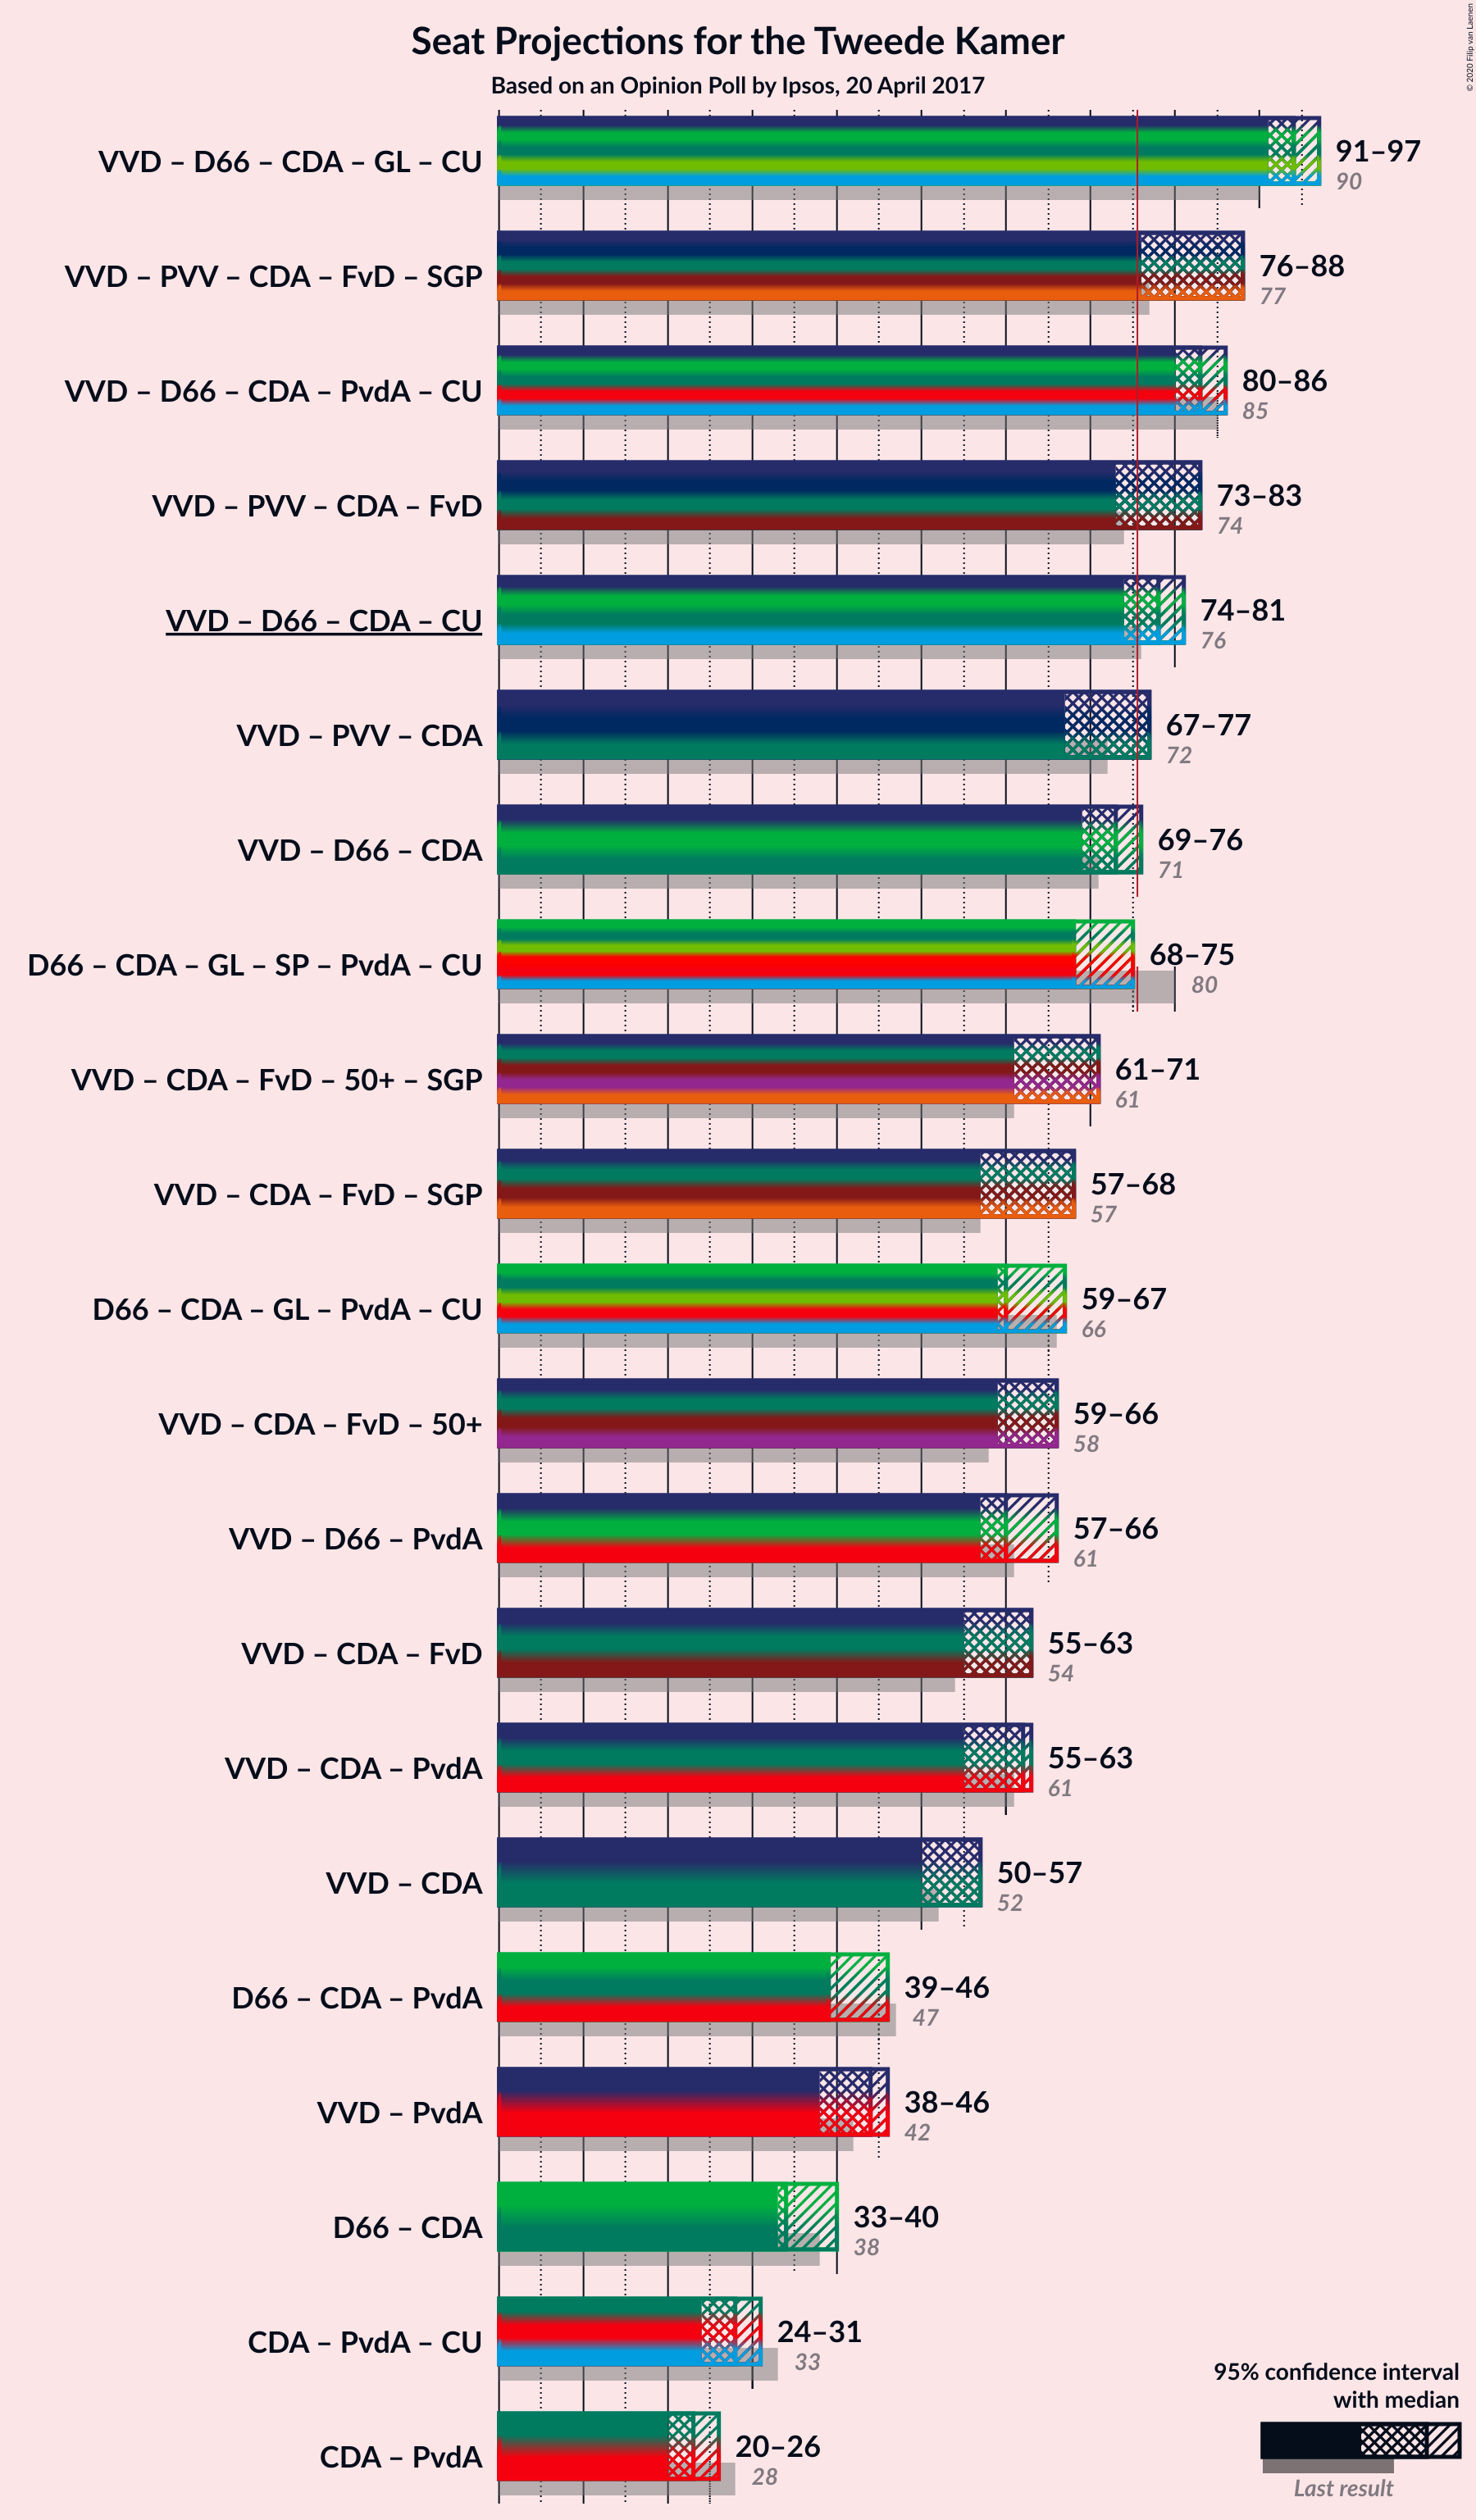 Seat Projections for the Tweede Kamer
Based on an Opinion Poll by Ipsos, 20 April 2017
© 2020 Filip van Laenen
VVD – D66 – CDA – GL – CU
91–97
90
VVD – PVV – CDA – FvD – SGP
76–88
77
VVD – D66 – CDA – PvdA – CU
80–86
85
VVD – PVV – CDA – FvD
73–83
74
VVD – D66 – CDA – CU
74–81
76
VVD – PVV – CDA
67–77
72
VVD – D66 – CDA
69–76
71
D66 – CDA – GL – SP – PvdA – CU
68–75
80
VVD – CDA – FvD – 50+ – SGP
61–71
61
VVD – CDA – FvD – SGP
57–68
57
D66 – CDA – GL – PvdA – CU
59–67
66
VVD – CDA – FvD – 50+
59–66
58
VVD – D66 – PvdA
57–66
61
VVD – CDA – FvD
55–63
54
VVD – CDA – PvdA
55–63
61
VVD – CDA
50–57
52
D66 – CDA – PvdA
39–46
47
VVD – PvdA
38–46
42
D66 – CDA
33–40
38
CDA – PvdA – CU
24–31
33
CDA – PvdA
20–26
28
95% confidence interval
with median
Last result